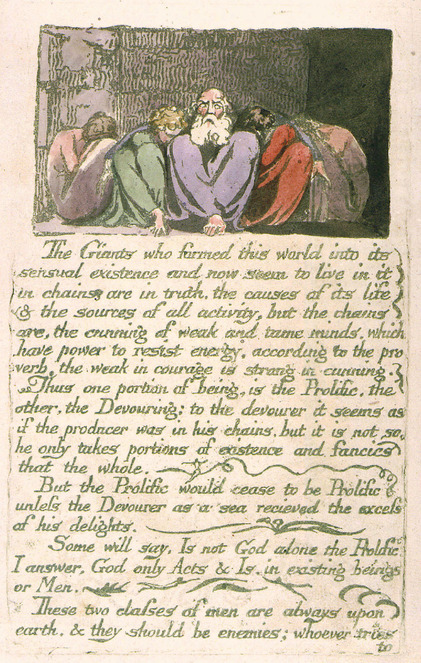 The Giants who formed this world into its
sensual existence and now seem to live in it
in chains, are in truth, the causes of its life
& the sources of all activity, but the chains
are, the cunning of weak and tame minds, which
have power to resist energy, according to the pro
verb, the weak in courage is strong in cunning.
Thus one portion of being, is the Prolific, the
other, the Devouring: to the devourer it seems as
if the producer was in his chains, but it is not so,
he only takes portions of existence and fancies
that the whole.
But the Prolific would cease to be Prolific
unless the Devourer as a sea recieved the excess
of his delights.
Some will say, Is not God alone the Prolific.
I answer, God only Acts & Is, in existing beings
or Men.
These two classes of men are always upon
earth, & they should be enemies; whoever tries
to